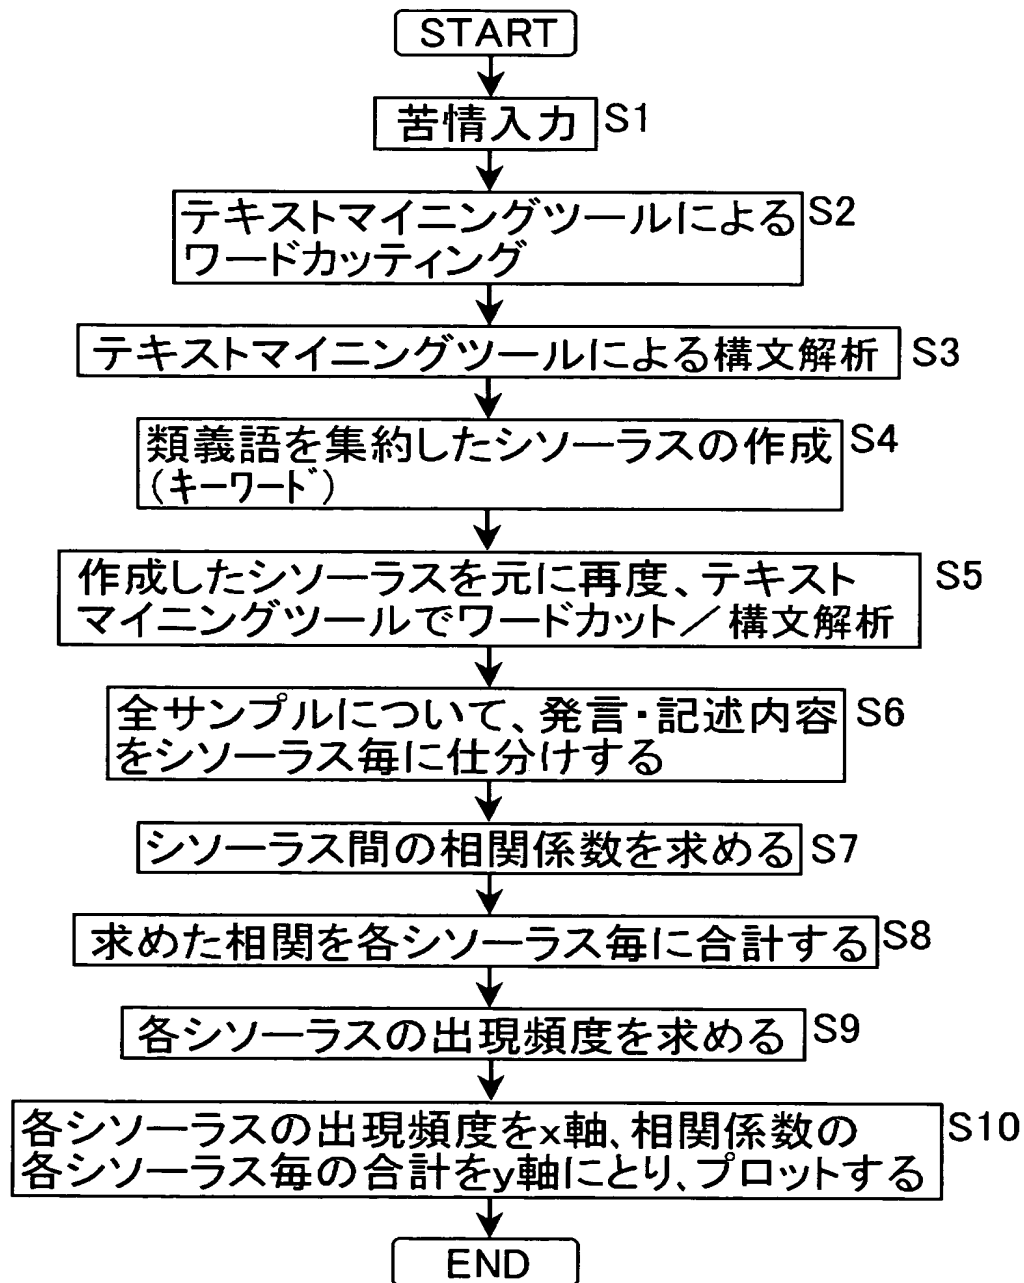 START
苦情入力 S1
テキストマイニングツールによる S2
ワードカッティング
テキストマイニングツールによる構文解析 S3
類義語を集約したシソーラスの作成 S4
(キーワード)
作成したシソーラスを元に再度、テキスト S5
マイニングツールでワードカット／構文解析
全サンプルについて、発言・記述内容 S6
をシソーラス毎に仕分けする
シソーラス間の相関係数を求める S7
求めた相関を各シソーラス毎に合計する S8
各シソーラスの出現頻度を求める S9
各シソーラスの出現頻度をx軸、相関係数の S10
各シソーラス毎の合計をy軸にとり、プロットする
END